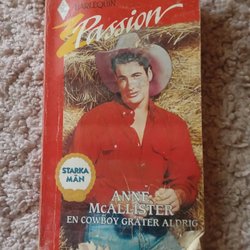 HARLEQUIN
Passion
STARKA
MÄN
ANNE
McALLISTER
EN COWBOY GRÅTER ALDRIG